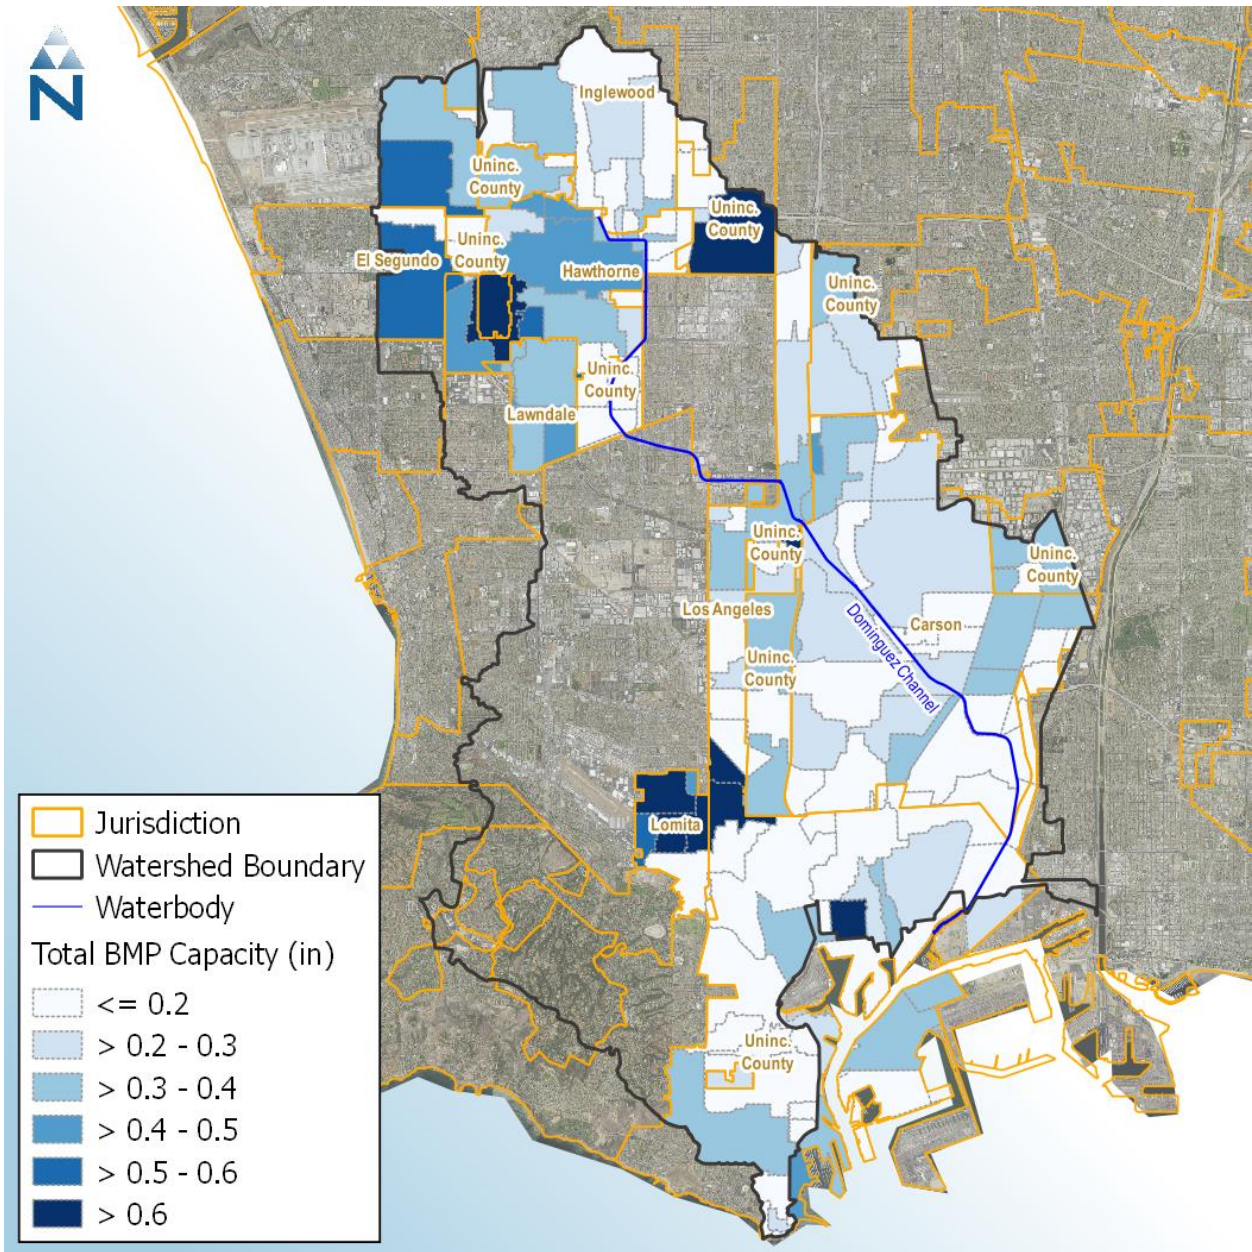 N
Inglewood
Uninc.
County
Uninc.
County
Uninc.
County
El Segundo
Hawthorne
Uninc.
County
Uninc.
County
Lawndale
Uninc.
County
Uninc.
County
Los Angeles
Carson
Dominguez Channel
Uninc.
County
Lomita
Uninc.
County
Jurisdiction
Watershed Boundary
Waterbody
Total BMP Capacity (in)
<= 0.2
> 0.2 - 0.3
> 0.3 - 0.4
> 0.4 - 0.5
> 0.5 - 0.6
> 0.6